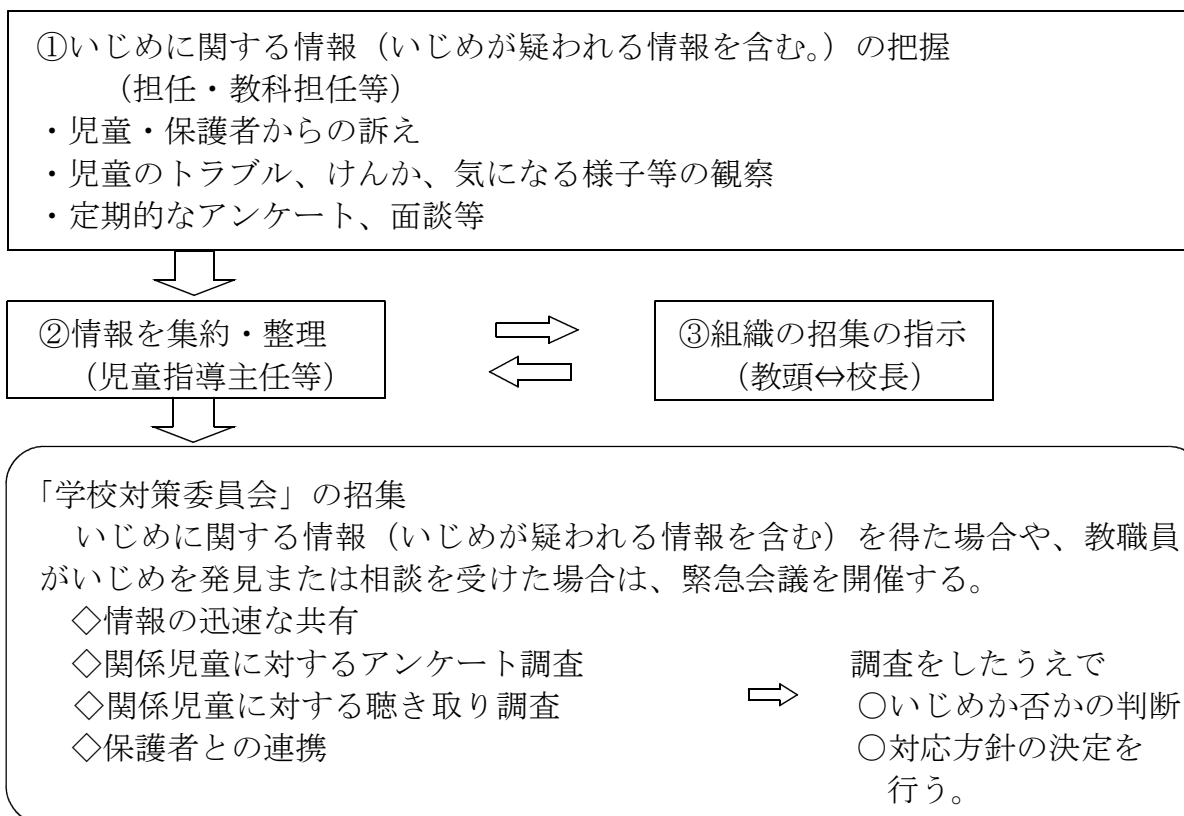 ①いじめに関する情報（いじめが疑われる情報を含む。）の把握
（担任・教科担任等）
・児童・保護者からの訴え
・児童のトラブル、けんか、気になる様子等の観察
・定期的なアンケート、面談等
②情報を集約・整理
（児童指導主任等）
③組織の招集の指示
（教頭⇔校長）
「学校対策委員会」の招集
いじめに関する情報（いじめが疑われる情報を含む）を得た場合や、教職員
がいじめを発見または相談を受けた場合は、緊急会議を開催する。
◇情報の迅速な共有
◇関係児童に対するアンケート調査
◇関係児童に対する聴き取り調査
◇保護者との連携
調査をしたうえで
○いじめか否かの判断
○対応方針の決定を
行う。